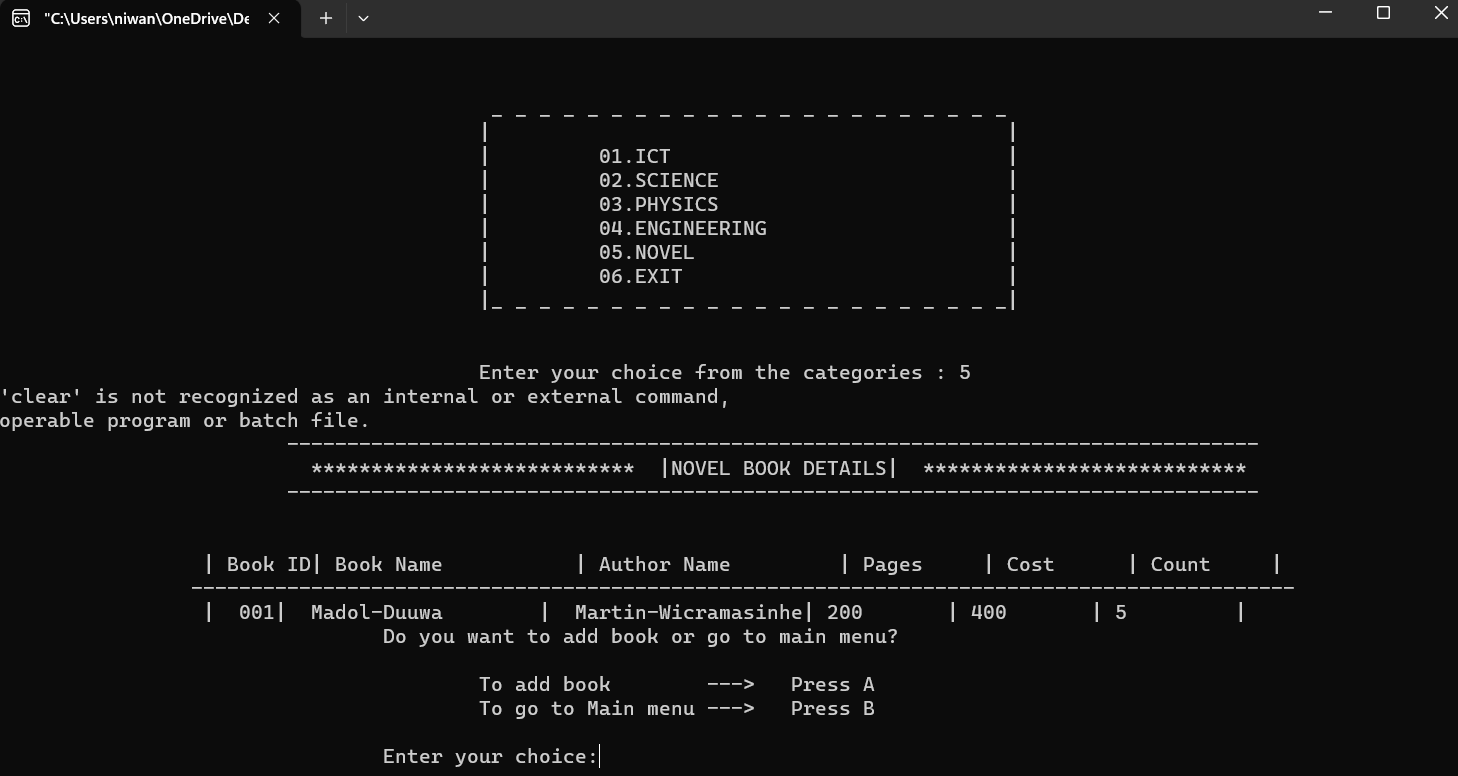 "C:\Users\niwan\OneDrive\De
- - - - - - - - - - - - - - - - - - - - - -
| |
| 01.ICT |
| 02.SCIENCE |
| 03.PHYSICS |
| 04.ENGINEERING |
| 05.NOVEL |
| 06.EXIT |
|_ _ _ _ _ _ _ _ _ _ _ _ _ _ _ _ _ _ _ _ _ _|
Enter your choice from the categories : 5
'clear' is not recognized as an internal or external command,
operable program or batch file.
---------------------------------------------------------------------------------
*************************** |NOVEL BOOK DETAILS| ***************************
---------------------------------------------------------------------------------
| Book ID| Book Name | Author Name | Pages | Cost | Count |
--------------------------------------------------------------------------------------------
| 001| Madol-Duuwa | Martin-Wicramasinhe| 200 | 400 | 5 |
Do you want to add book or go to main menu?
To add book ---> Press A
To go to Main menu ---> Press B
Enter your choice: